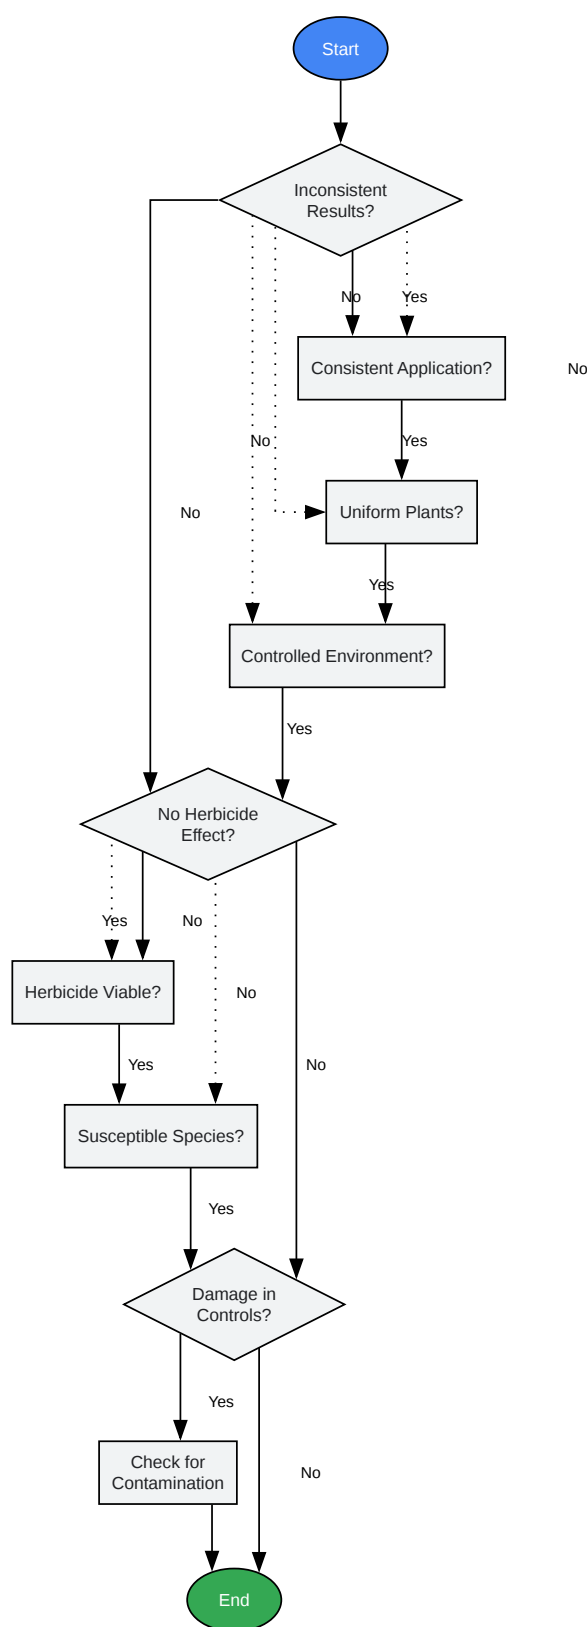 Start
Inconsistent
Results?
No
Yes
Consistent Application?
No
No
Yes
Uniform Plants?
No
Yes
Controlled Environment?
Yes
No Herbicide
Effect?
Yes
No
Herbicide Viable?
No
Yes
No
Susceptible Species?
Yes
Damage in
Controls?
Yes
Check for
Contamination
No
End